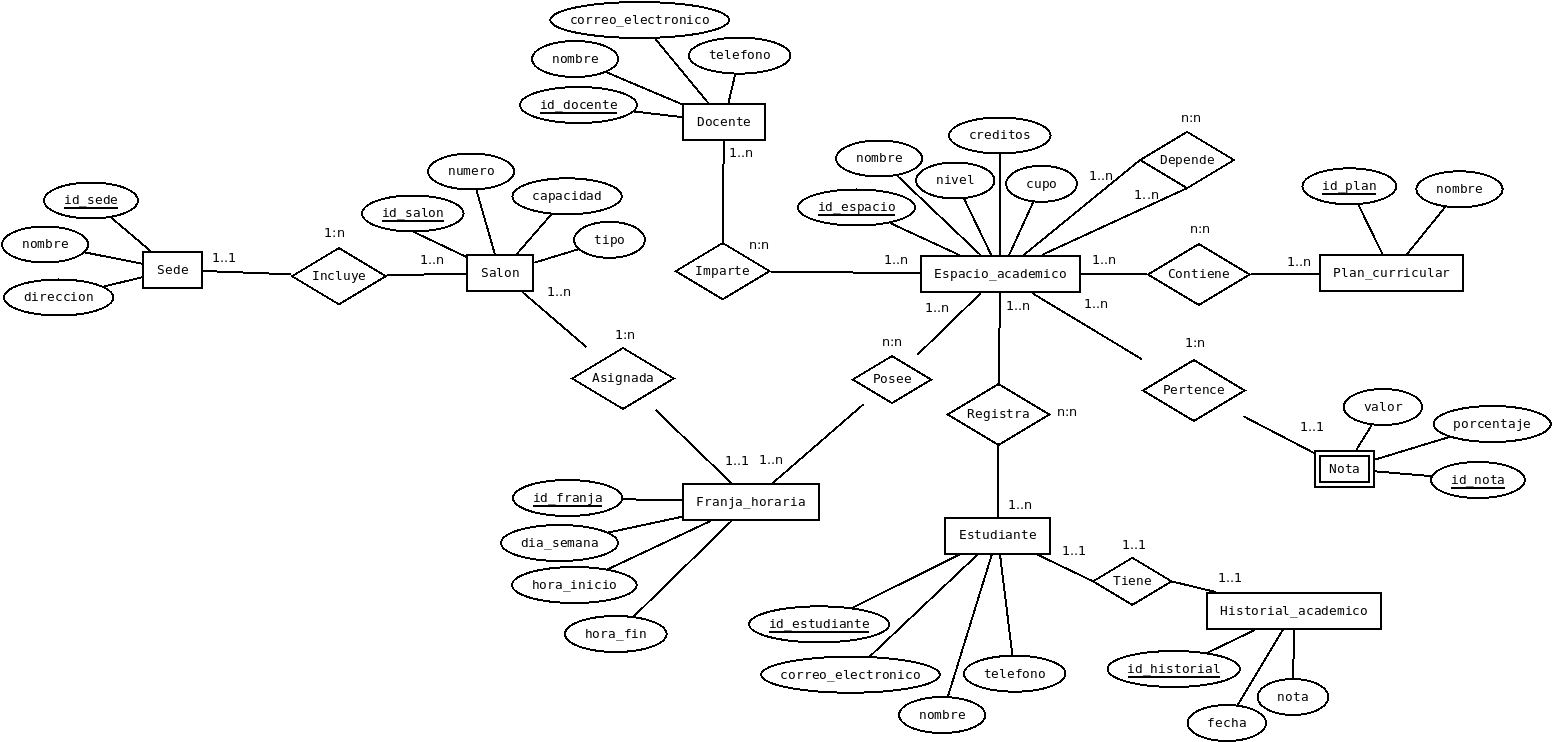 correo_electronico
nombre
telefono
id_docente
Docente
1..n
id_sede
nombre
direccion
Sede
1..1
1:n
Incluye
1..n
id_salon
numero
capacidad
tipo
Salon
1..n
1:n
Asignada
1..1
n:n
Imparte
1..n
nombre
creditos
nivel
cupo
id_espacio
Espacio_academico
n:n
Depende
1..n
1..n
1..n
n:n
Contiene
1..n
id_plan
nombre
Plan_curricular
1..n
n:n
Posee
1..n
1..n
Registra
n:n
1..n
1..n
1:n
Pertence
1..1
valor
porcentaje
Nota
id_nota
id_franja
Franja_horaria
dia_semana
hora_inicio
hora_fin
Estudiante
1..1
1..1
Tiene
1..1
id_estudiante
correo_electronico
nombre
telefono
Historial_academico
id_historial
nota
fecha